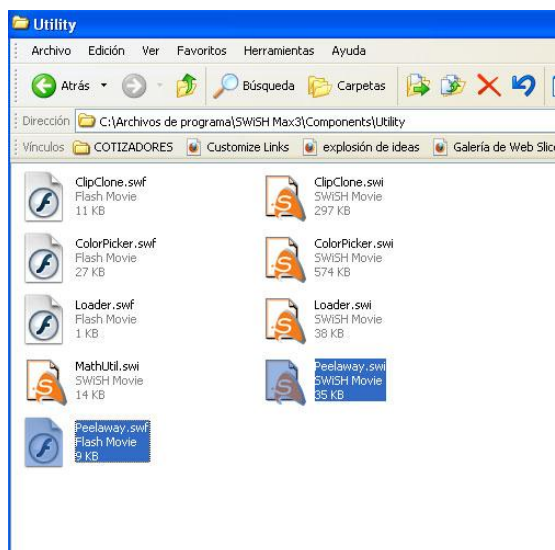 Utility
Archivo Edición Ver Favoritos Herramientas Ayuda
Atrás Búsqueda Carpetas
Dirección C:\Archivos de programa\SWiSH Max3\Components\Utility
Vínculos COTIZADORES Customize Links explosión de ideas Galería de Web Slice
ClipClone.swf
Flash Movie
11 KB
ClipClone.swi
SWiSH Movie
297 KB
ColorPicker.swf
Flash Movie
27 KB
ColorPicker.swi
SWiSH Movie
574 KB
Loader.swf
Flash Movie
1 KB
Loader.swi
SWiSH Movie
38 KB
MathUtil.swi
SWiSH Movie
14 KB
Peelaway.swi
SWiSH Movie
35 KB
Peelaway.swf
Flash Movie
9 KB